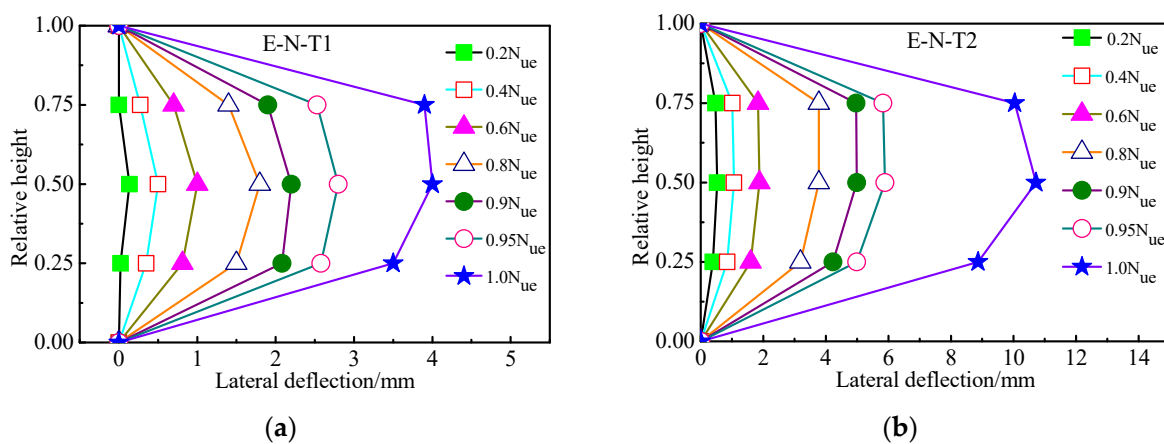 E-N-T1
1.00
0.75
0.50
0.25
0.00
Relative height
0.2Nue
0.4Nue
0.6Nue
0.8Nue
0.9Nue
0.95Nue
1.0Nue
0 1 2 3 4 5
Lateral deflection/mm
(a)
E-N-T2
1.00
0.75
0.50
0.25
0.00
Relative height
0.2Nue
0.4Nue
0.6Nue
0.8Nue
0.9Nue
0.95Nue
1.0Nue
0 2 4 6 8 10 12 14
Lateral deflection/mm
(b)